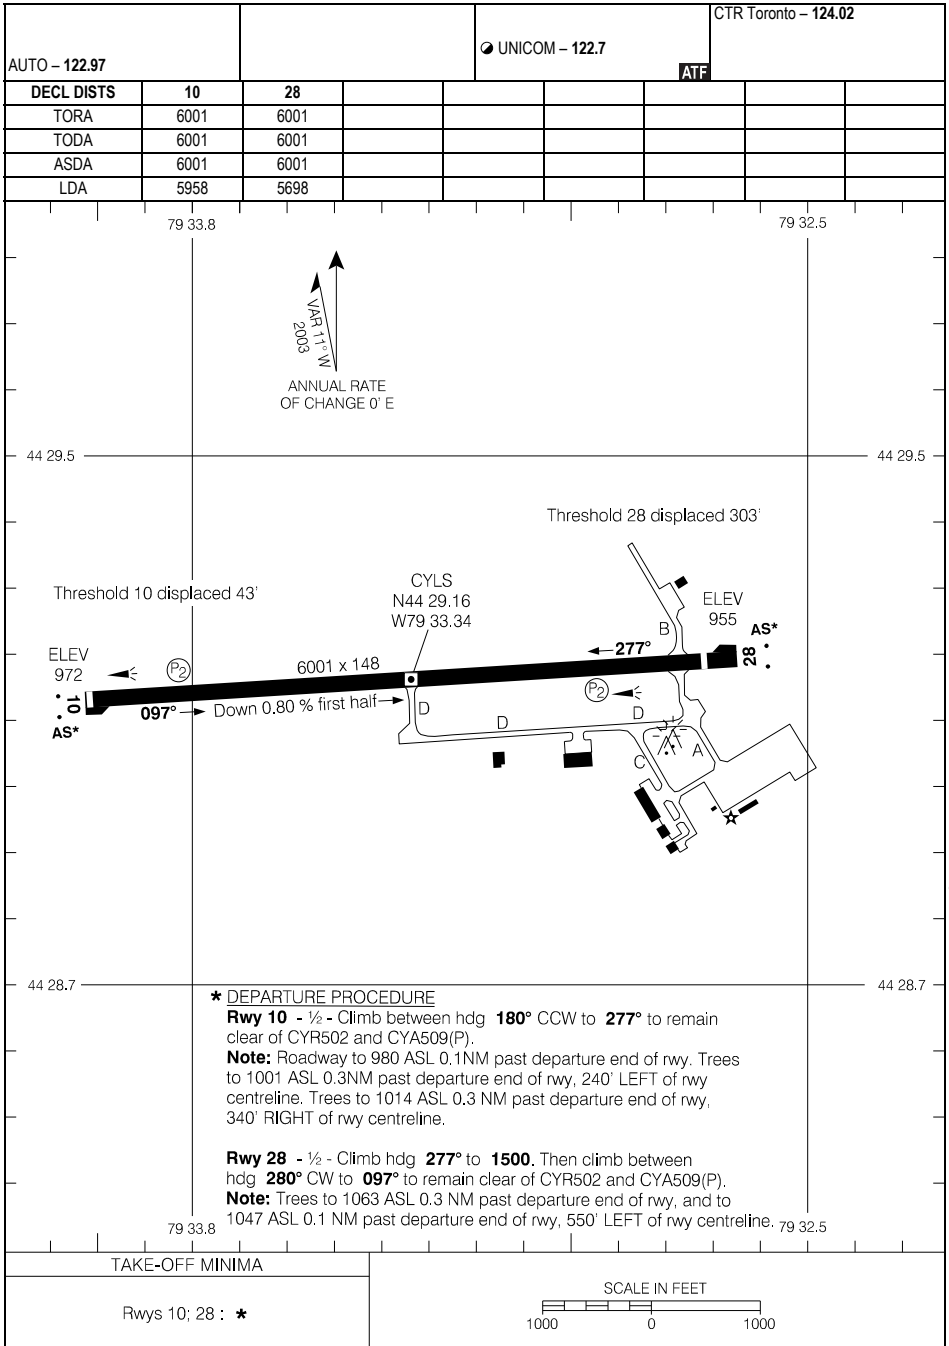 CTR Toronto – 124.02
UNICOM – 122.7
AUTO – 122.97
ATF
DECL DISTS 10 28
TORA 6001 6001
TODA 6001 6001
ASDA 6001 6001
LDA 5958 5698
79 33.8 79 32.5
VAR 11° W
2003
ANNUAL RATE
OF CHANGE 0' E
44 29.5 44 29.5
Threshold 28 displaced 303'
Threshold 10 displaced 43'
CYLS
N44 29.16
W79 33.34
ELEV
955
AS*
B
ELEV
972
P2
6001 x 148
277°
28
10
097° Down 0.80 % first half
P2
AS*
D
D
D
C
A
44 28.7 44 28.7
* DEPARTURE PROCEDURE
Rwy 10 - ½ - Climb between hdg 180° CCW to 277° to remain
clear of CYR502 and CYA509(P).
Note: Roadway to 980 ASL 0.1NM past departure end of rwy. Trees
to 1001 ASL 0.3NM past departure end of rwy, 240' LEFT of rwy
centreline. Trees to 1014 ASL 0.3 NM past departure end of rwy,
340' RIGHT of rwy centreline.
Rwy 28 - ½ - Climb hdg 277° to 1500. Then climb between
hdg 280° CW to 097° to remain clear of CYR502 and CYA509(P).
Note: Trees to 1063 ASL 0.3 NM past departure end of rwy, and to
1047 ASL 0.1 NM past departure end of rwy, 550' LEFT of rwy centreline.
79 33.8 79 32.5
TAKE-OFF MINIMA
Rwys 10; 28 : *
SCALE IN FEET
1000 0 1000